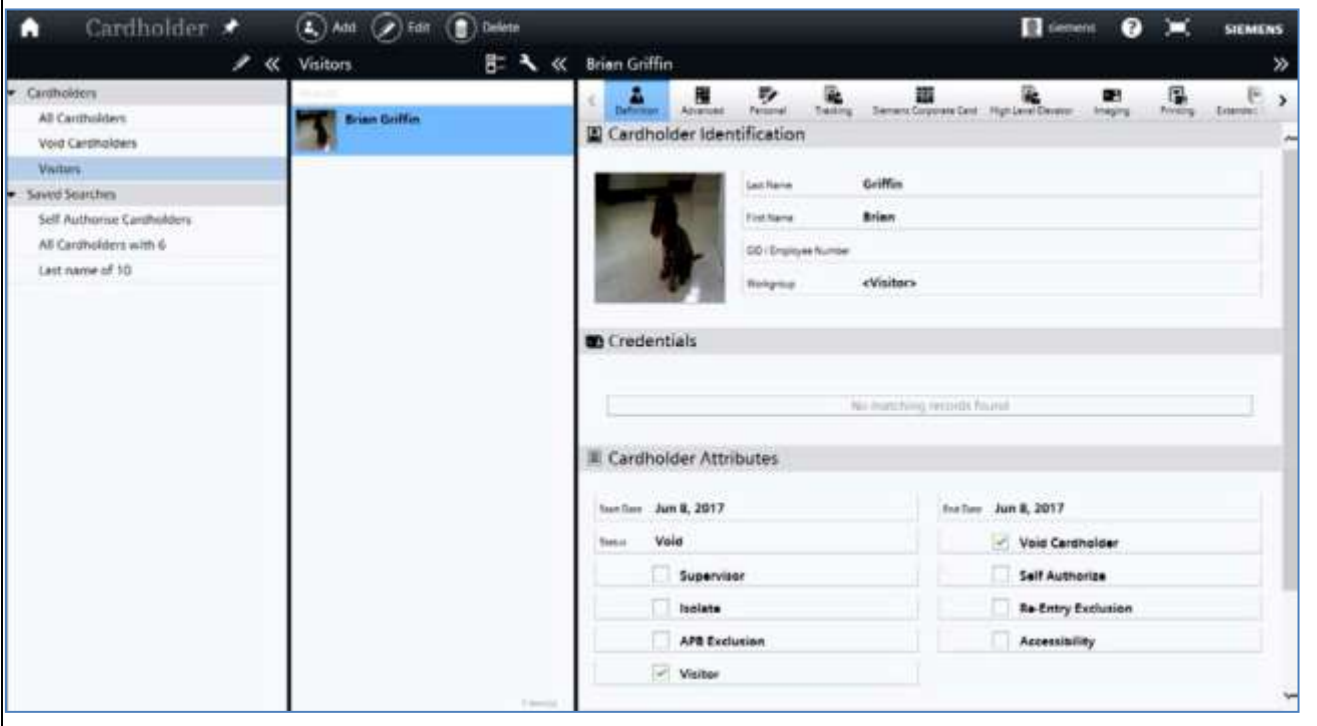 Cardholder
Add
Edit
Delete
siemens
?
SIEMENS
Visitors
Brian Griffin
Cardholders
All Cardholders
Void Cardholders
Visitors
Saved Searches
Self Authorise Cardholders
All Cardholders with 6
Last name of 10
Brian Griffin
Definition
Advanced
Personal
Tracking
Siemens Corporate Card
High Level Elevator
Imaging
Printing
Cardholder Identification
Last Name Griffin
First Name Brian
GID / Employee Number
Workgroup <Visitor>
Credentials
No matching records found
Cardholder Attributes
Start Date Jun 8, 2017
End Date Jun 8, 2017
Status Void
Void Cardholder
Supervisor
Self Authorize
Isolate
Re-Entry Exclusion
APB Exclusion
Accessibility
Visitor